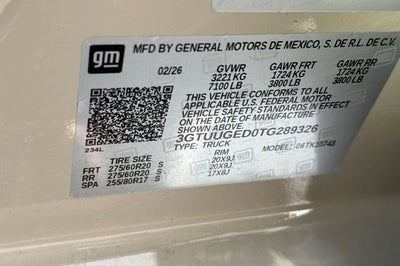 gm
MFD BY GENERAL MOTORS DE MEXICO, S. DE R.L. DE C.V.
02/26 GVWR GAWR FRT GAWR RR
3221 KG 1724 KG 1724 KG
7100 LB 3800 LB 3800 LB
THIS VEHICLE CONFORMS TO ALL
APPLICABLE U.S. FEDERAL MOTOR
VEHICLE SAFETY STANDARDS IN EFFECT
ON THE DATE OF MANUFACTURE
SHOWN ABOVE.
3GTUUGED0TG289326
234L TYPE: TRUCK MODEL: 06TK10743
TIRE SIZE RIM
FRT 275/60R20 S 20X9J
RR 275/60R20 S 20X9J
SPA 255/80R17 S 17X8J